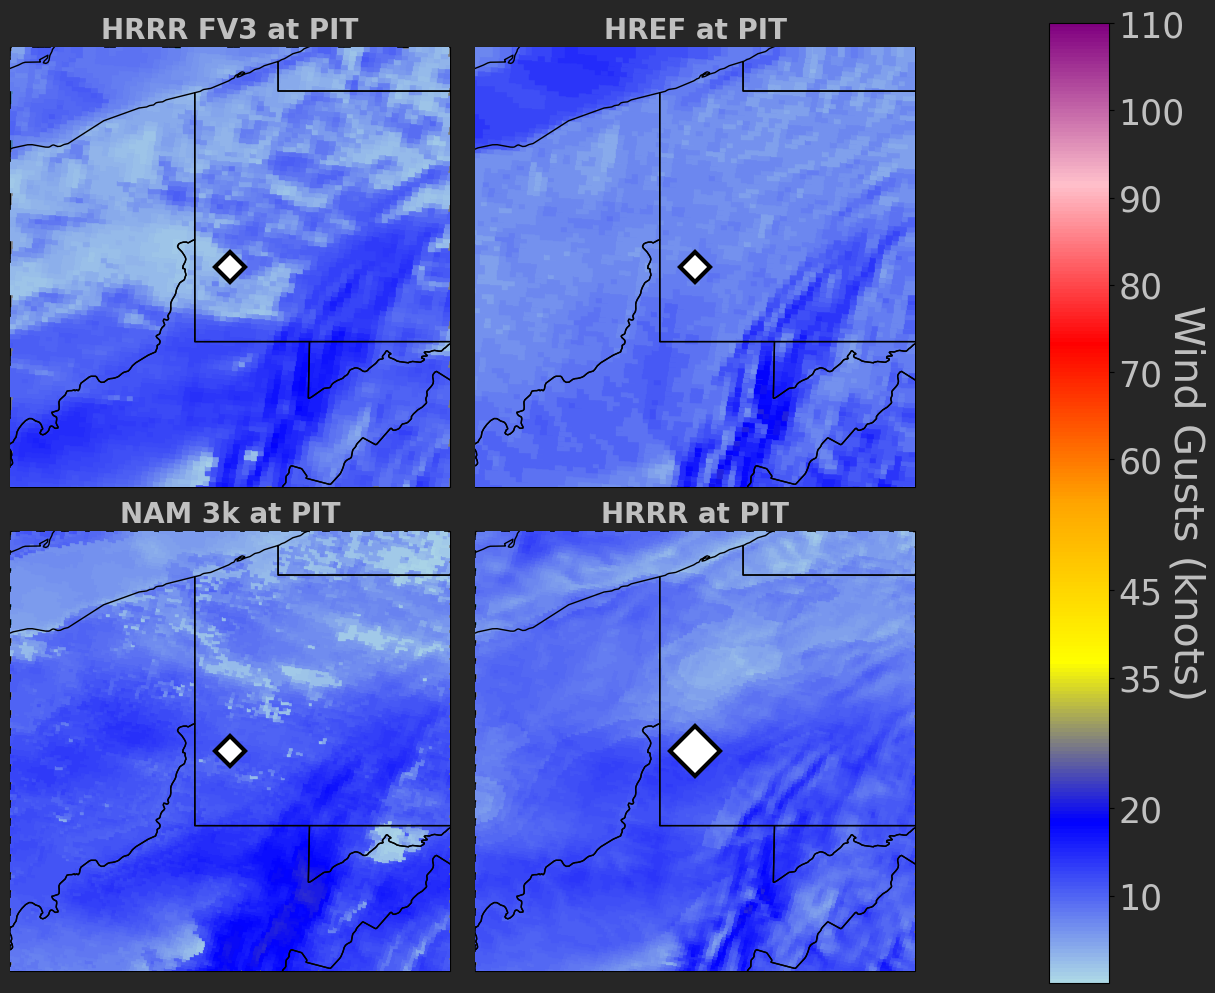 HRRR FV3 at PIT
HREF at PIT
NAM 3k at PIT
HRRR at PIT
110
100
90
80
70
60
45
35
20
10
Wind Gusts (knots)